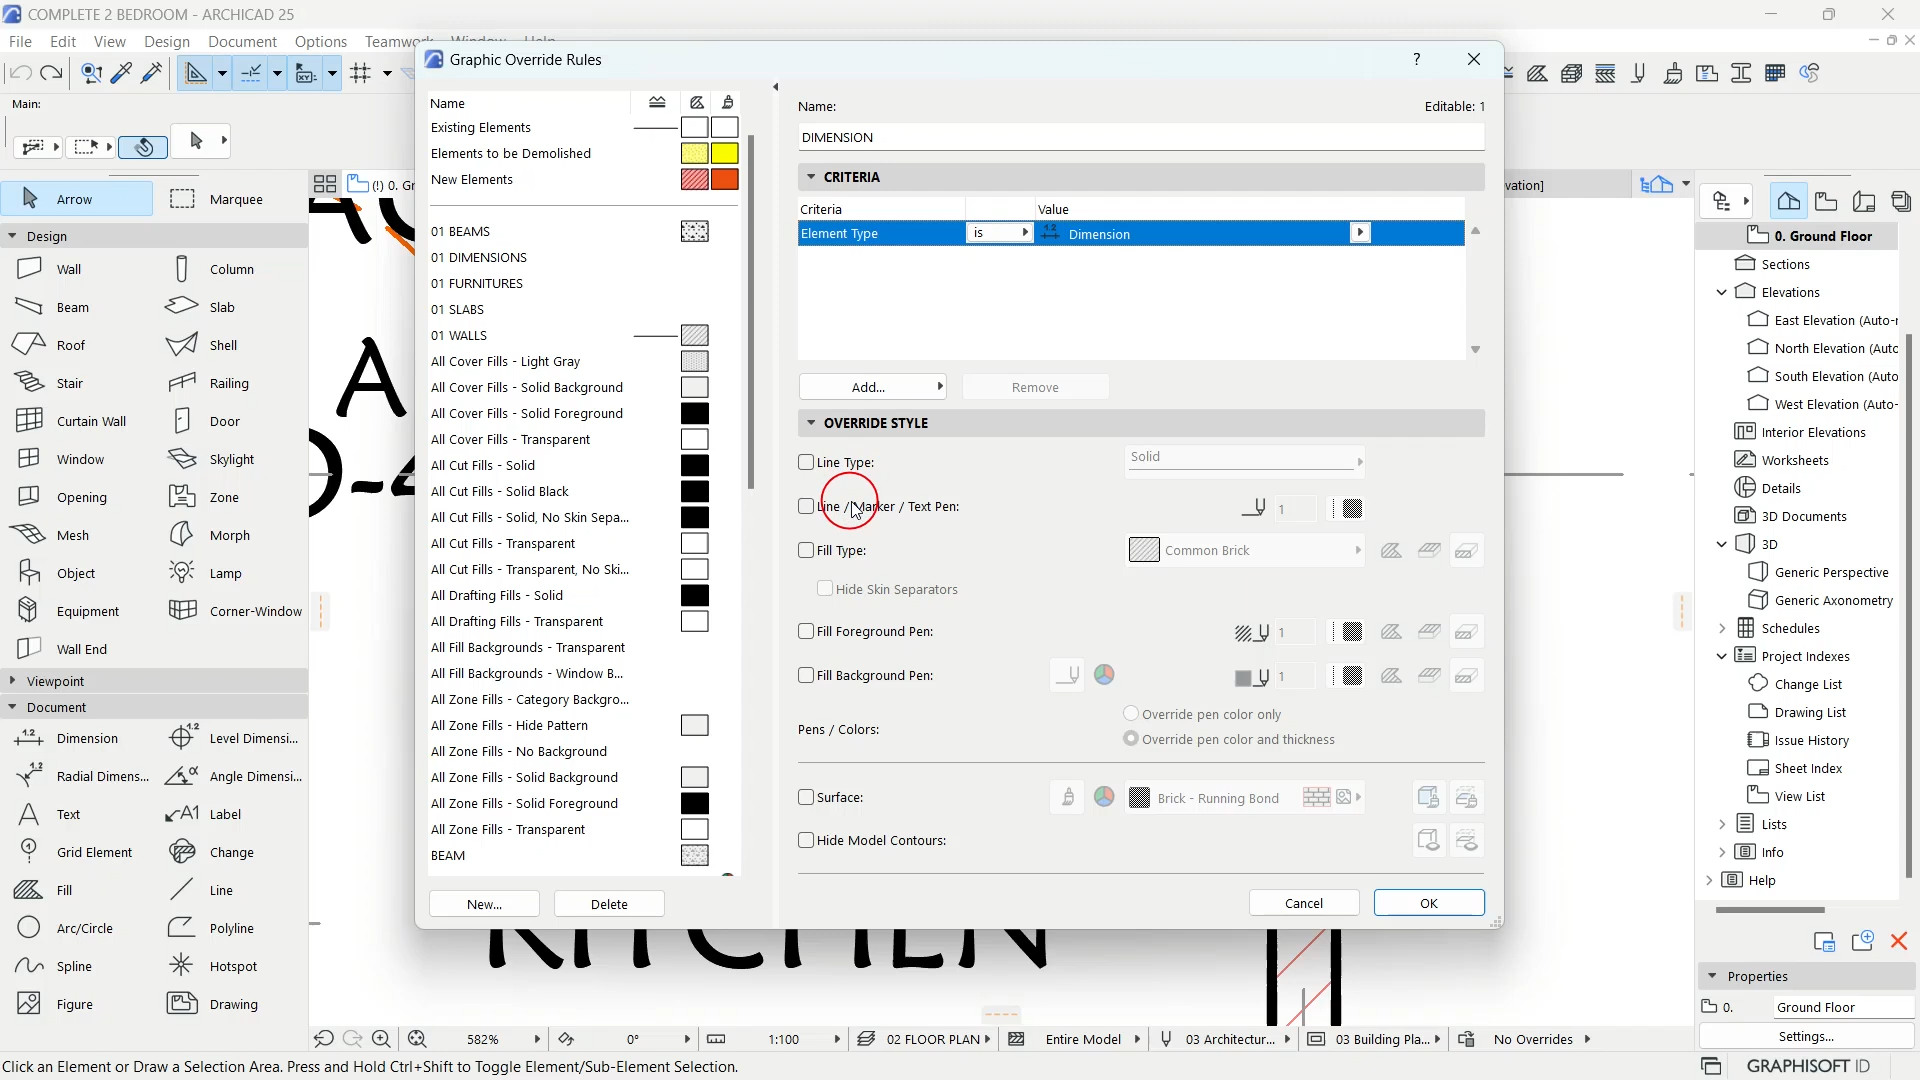 COMPLETE 2 BEDROOM - ARCHICAD 25
File Edit View Design Document Options Teamwork Window Help
Graphic Override Rules
Main:
Arrow
Marquee
Design
Wall
Column
Beam
Slab
Roof
Shell
Stair
Railing
Curtain Wall
Door
Window
Skylight
Opening
Zone
Mesh
Morph
Object
Lamp
Equipment
Corner-Window
Wall End
Viewpoint
Document
1.2
Dimension
1.2
Level Dimensi...
1.2
Radial Dimens...
Angle Dimensi...
Text
Label
Grid Element
Change
Fill
Line
Arc/Circle
Polyline
Spline
Hotspot
Figure
Drawing
(!) 0. Gr
vation]
A
KITCHEN
Name
Existing Elements
Elements to be Demolished
New Elements
01 BEAMS
01 DIMENSIONS
01 FURNITURES
01 SLABS
01 WALLS
All Cover Fills - Light Gray
All Cover Fills - Solid Background
All Cover Fills - Solid Foreground
All Cover Fills - Transparent
All Cut Fills - Solid
All Cut Fills - Solid Black
All Cut Fills - Solid, No Skin Sepa...
All Cut Fills - Transparent
All Cut Fills - Transparent, No Ski...
All Drafting Fills - Solid
All Drafting Fills - Transparent
All Fill Backgrounds - Transparent
All Fill Backgrounds - Window B...
All Zone Fills - Category Backgro...
All Zone Fills - Hide Pattern
All Zone Fills - No Background
All Zone Fills - Solid Background
All Zone Fills - Solid Foreground
All Zone Fills - Transparent
BEAM
New...
Delete
Name:
Editable: 1
DIMENSION
CRITERIA
Criteria
Value
Element Type
is
1.2
Dimension
Add...
Remove
OVERRIDE STYLE
Line Type:
Solid
Line / Marker / Text Pen:
1
Fill Type:
Common Brick
Hide Skin Separators
Fill Foreground Pen:
1
Fill Background Pen:
1
Pens / Colors:
Override pen color only
Override pen color and thickness
Surface:
Brick - Running Bond
Hide Model Contours:
Cancel
OK
0. Ground Floor
Sections
Elevations
East Elevation (Auto-r
North Elevation (Auto
South Elevation (Auto
West Elevation (Auto-
Interior Elevations
Worksheets
Details
3D Documents
3D
Generic Perspective
Generic Axonometry
Schedules
Project Indexes
Change List
Drawing List
Issue History
Sheet Index
View List
Lists
Info
Help
Properties
0.
Ground Floor
Settings...
582%
0°
1:100
02 FLOOR PLAN
Entire Model
03 Architectur...
03 Building Pla...
No Overrides
Click an Element or Draw a Selection Area. Press and Hold Ctrl+Shift to Toggle Element/Sub-Element Selection.
GRAPHISOFT ID